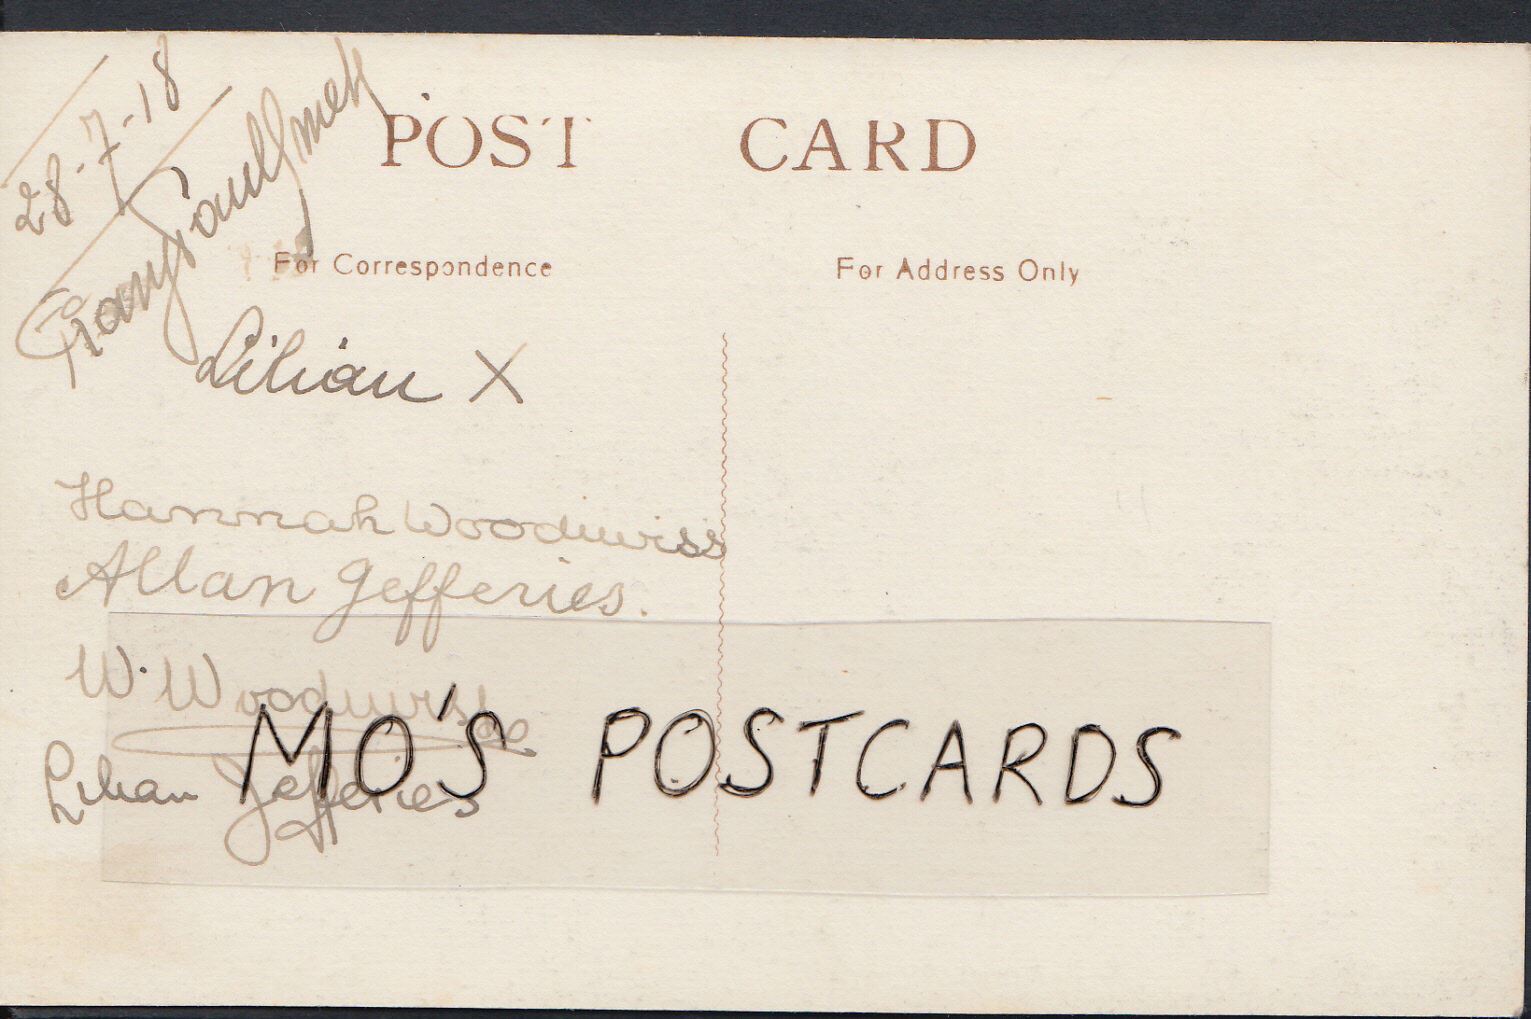 28-7-18
POST CARD
For Correspondence
For Address Only
Lilian X
Hannah Woodwiss
Allan Jefferies.
W. Woodwiss
Lilian Jefferies
MO'S POSTCARDS